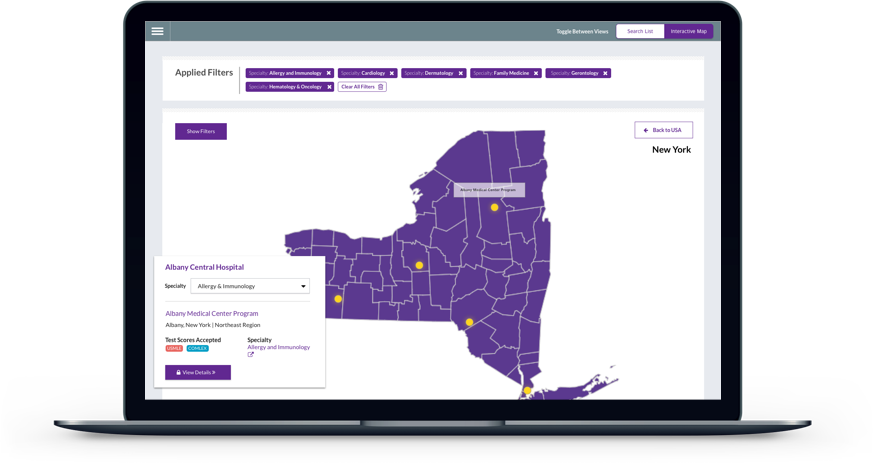 Toggle Between Views Search List Interactive Map
Applied Filters
Specialty: Allergy and Immunology ✖ Specialty: Cardiology ✖ Specialty: Dermatology ✖ Specialty: Family Medicine ✖ Specialty: Gerontology ✖
Specialty: Hematology & Oncology ✖ Clear All Filters
Show Filters
Back to USA
New York
Albany Medical Center Program
Albany Central Hospital
Specialty Allergy & Immunology
Albany Medical Center Program
Albany, New York | Northeast Region
Test Scores Accepted
USMLE COMLEX
Specialty
Allergy and Immunology
View Details »